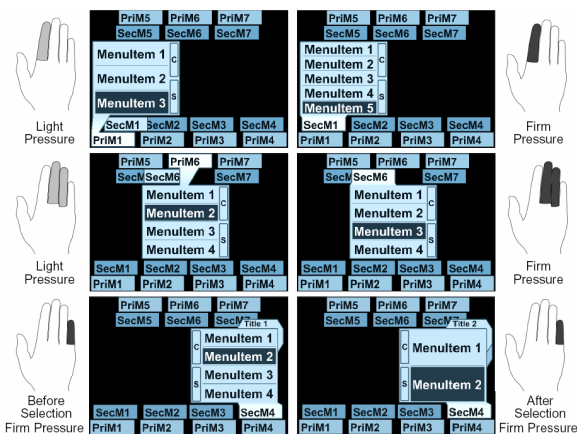 PriM5 PriM6 PriM7
SecM5 SecM6 SecM7
MenuItem 1
MenuItem 2
MenuItem 3
C
S
SecM1 SecM2 SecM3 SecM4
PriM1 PriM2 PriM3 PriM4
Light
Pressure
PriM5 PriM6 PriM7
SecM5 SecM6 SecM7
MenuItem 1
MenuItem 2
MenuItem 3
MenuItem 4
MenuItem 5
C
S
SecM1 SecM2 SecM3 SecM4
PriM1 PriM2 PriM3 PriM4
Firm
Pressure
PriM5 PriM6 PriM7
SecM SecM6 SecM7
MenuItem 1
MenuItem 2
MenuItem 3
MenuItem 4
C
S
SecM1 SecM2 SecM3 SecM4
PriM1 PriM2 PriM3 PriM4
Light
Pressure
PriM5 PriM6 PriM7
SecM SecM6 SecM7
MenuItem 1
MenuItem 2
MenuItem 3
MenuItem 4
C
S
SecM1 SecM2 SecM3 SecM4
PriM1 PriM2 PriM3 PriM4
Firm
Pressure
PriM5 PriM6 PriM7
SecM5 SecM6 SecM7
Title 1
MenuItem 1
MenuItem 2
MenuItem 3
MenuItem 4
C
S
SecM1 SecM2 SecM3 SecM4
PriM1 PriM2 PriM3 PriM4
Before
Selection
Firm Pressure
PriM5 PriM6 PriM7
SecM5 SecM6 SecM7
Title 2
MenuItem 1
MenuItem 2
C
S
SecM1 SecM2 SecM3 SecM4
PriM1 PriM2 PriM3 PriM4
After
Selection
Firm Pressure